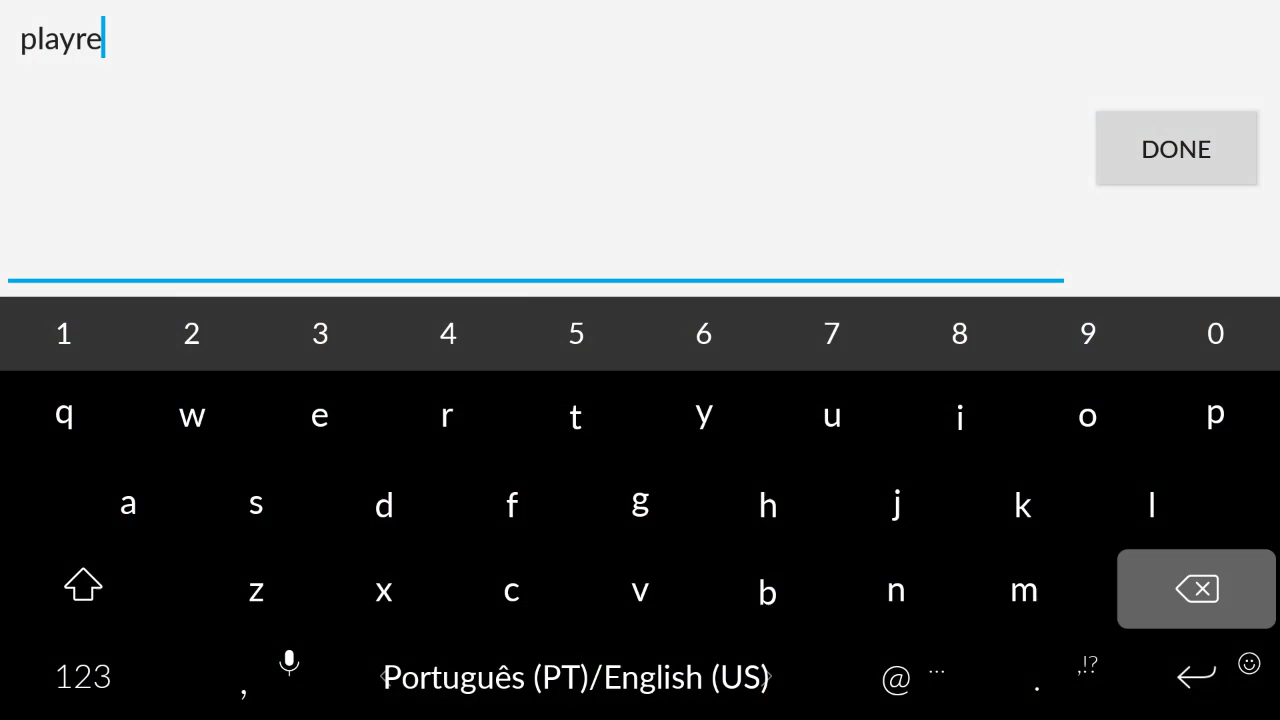 playre
DONE
1 2 3 4 5 6 7 8 9 0
q w e r t y u i o p
a s d f g h j k l
z x c v b n m
123 , Português (PT)/English (US) @ ... . ,!?